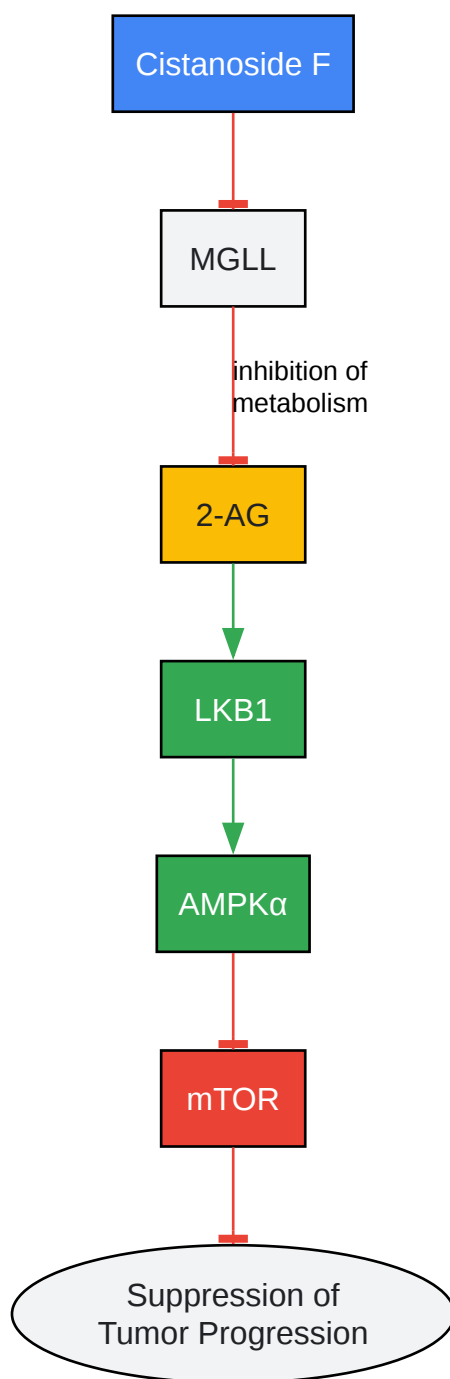 Cistanoside F
MGLL
inhibition of
metabolism
2-AG
LKB1
AMPKα
mTOR
Suppression of
Tumor Progression